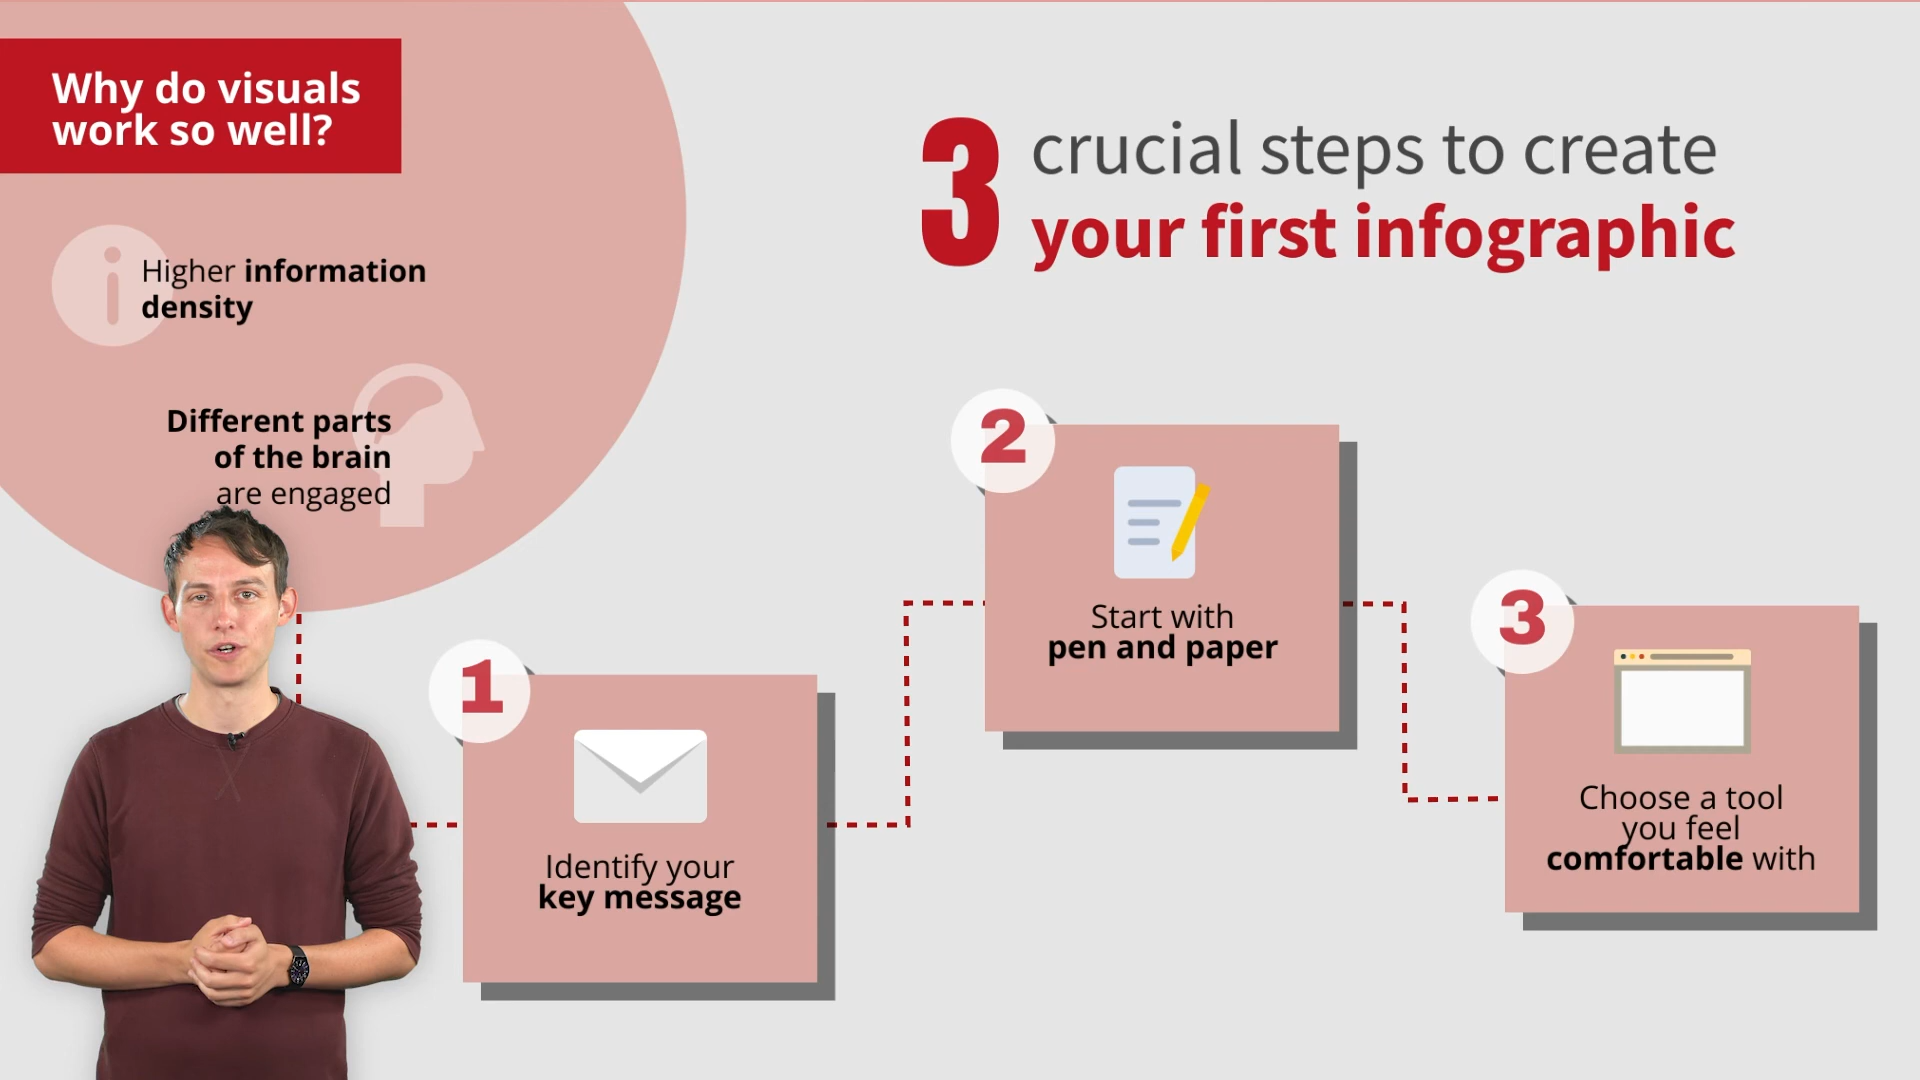 Why do visuals
work so well?
Higher information
density
Different parts
of the brain
are engaged
3 crucial steps to create
your first infographic
1
Identify your
key message
2
Start with
pen and paper
3
Choose a tool
you feel
comfortable with